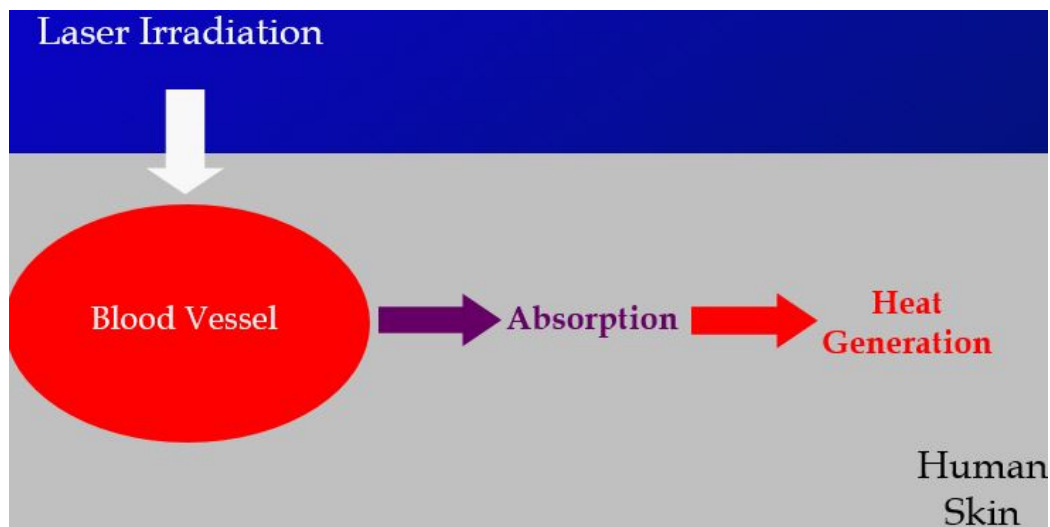 Laser Irradiation
Blood Vessel
Absorption
Heat
Generation
Human
Skin